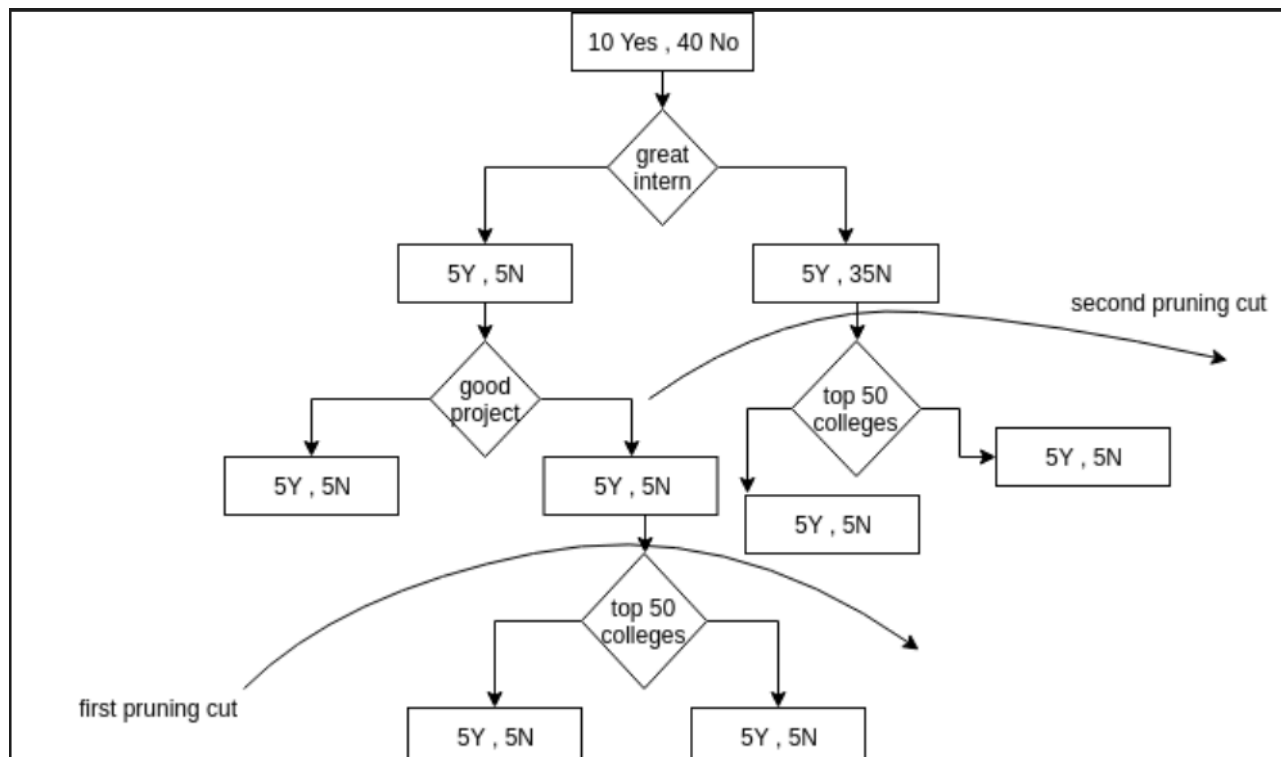 10 Yes , 40 No
great
intern
5Y , 5N
5Y , 35N
second pruning cut
good
project
top 50
colleges
5Y , 5N
5Y , 5N
5Y , 5N
5Y , 5N
top 50
colleges
first pruning cut
5Y , 5N
5Y , 5N